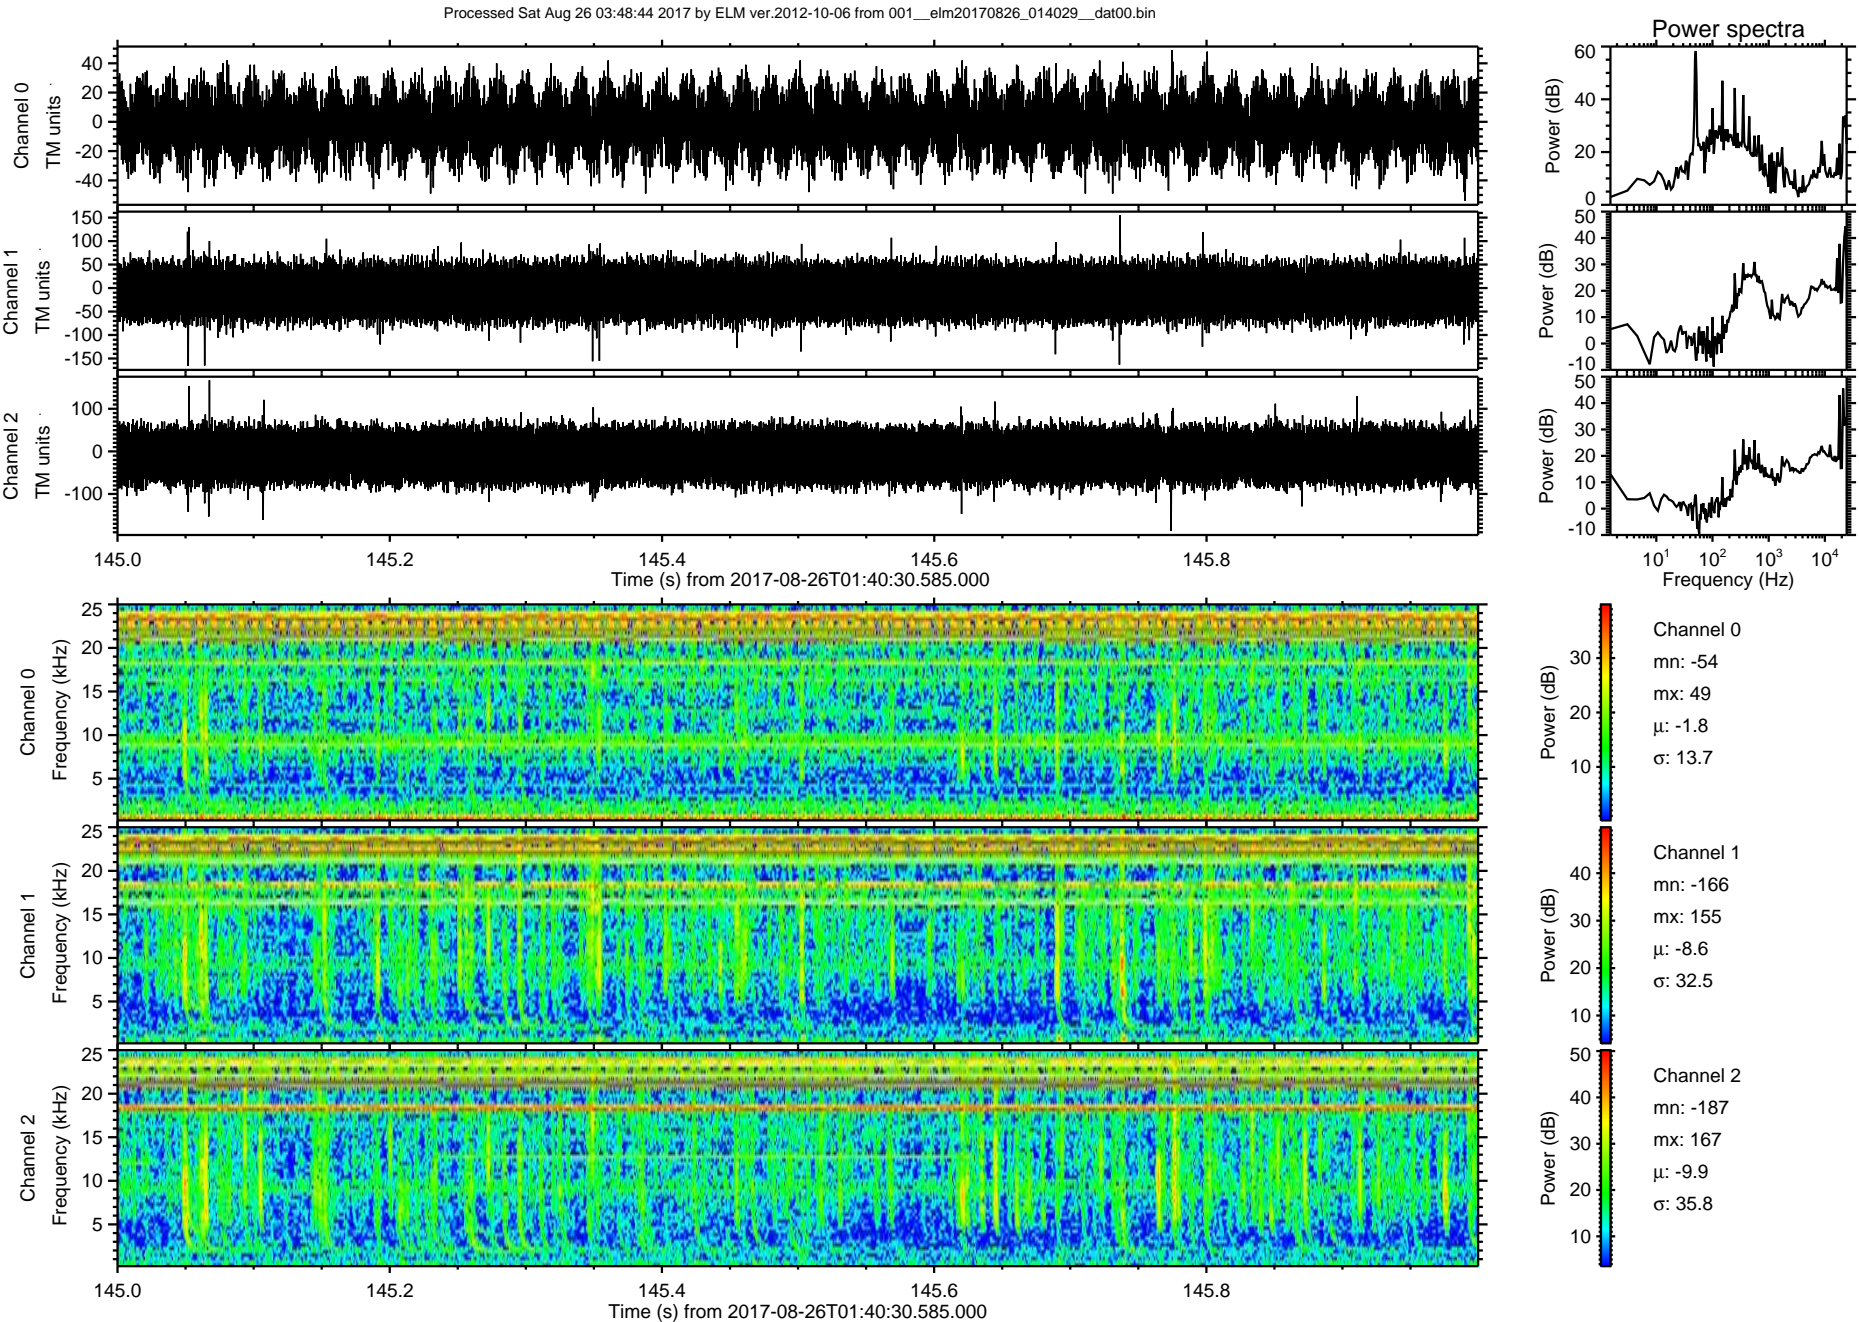 Processed Sat Aug 26 03:48:44 2017 by ELM ver.2012-10-06 from 001__elm20170826_014029__dat00.bin
Power spectra
Channel 0
TM units
40
20
0
-20
-40
Power (dB)
60
40
20
0
Channel 1
TM units
150
100
50
0
-50
-100
-150
Power (dB)
50
40
30
20
10
0
-10
Channel 2
TM units
100
0
-100
Power (dB)
50
40
30
20
10
0
-10
145.0 145.2 145.4 145.6 145.8
Time (s) from 2017-08-26T01:40:30.585.000
10^1 10^2 10^3 10^4
Frequency (Hz)
Channel 0
Frequency (kHz)
25
20
15
10
5
Power (dB)
30
20
10
Channel 0
mn: -54
mx: 49
μ: -1.8
σ: 13.7
Channel 1
Frequency (kHz)
25
20
15
10
5
Power (dB)
40
30
20
10
Channel 1
mn: -166
mx: 155
μ: -8.6
σ: 32.5
Channel 2
Frequency (kHz)
25
20
15
10
5
Power (dB)
50
40
30
20
10
Channel 2
mn: -187
mx: 167
μ: -9.9
σ: 35.8
145.0 145.2 145.4 145.6 145.8
Time (s) from 2017-08-26T01:40:30.585.000